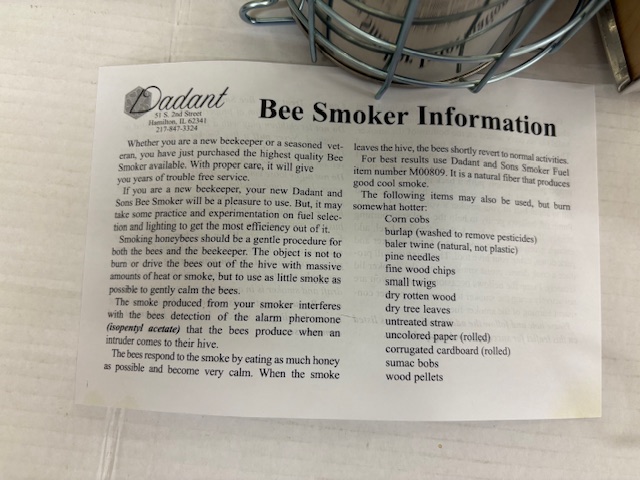 Dadant
51 S. 2nd Street
Hamilton, IL 62341
217-847-3324
Bee Smoker Information
Whether you are a new beekeeper or a seasoned vet-
eran, you have just purchased the highest quality Bee
Smoker available. With proper care, it will give
you years of trouble free service.
If you are a new beekeeper, your new Dadant and
Sons Bee Smoker will be a pleasure to use. But, it may
take some practice and experimentation on fuel selec-
tion and lighting to get the most efficiency out of it.
Smoking honeybees should be a gentle procedure for
both the bees and the beekeeper. The object is not to
burn or drive the bees out of the hive with massive
amounts of heat or smoke, but to use as little smoke as
possible to gently calm the bees.
The smoke produced from your smoker interferes
with the bees detection of the alarm pheromone
(isopentyl acetate) that the bees produce when an
intruder comes to their hive.
The bees respond to the smoke by eating as much honey
as possible and become very calm. When the smoke
leaves the hive, the bees shortly revert to normal activities.
For best results use Dadant and Sons Smoker Fuel
item number M00809. It is a natural fiber that produces
good cool smoke.
The following items may also be used, but burn
somewhat hotter:
Corn cobs
burlap (washed to remove pesticides)
baler twine (natural, not plastic)
pine needles
fine wood chips
small twigs
dry rotten wood
dry tree leaves
untreated straw
uncolored paper (rolled)
corrugated cardboard (rolled)
sumac bobs
wood pellets